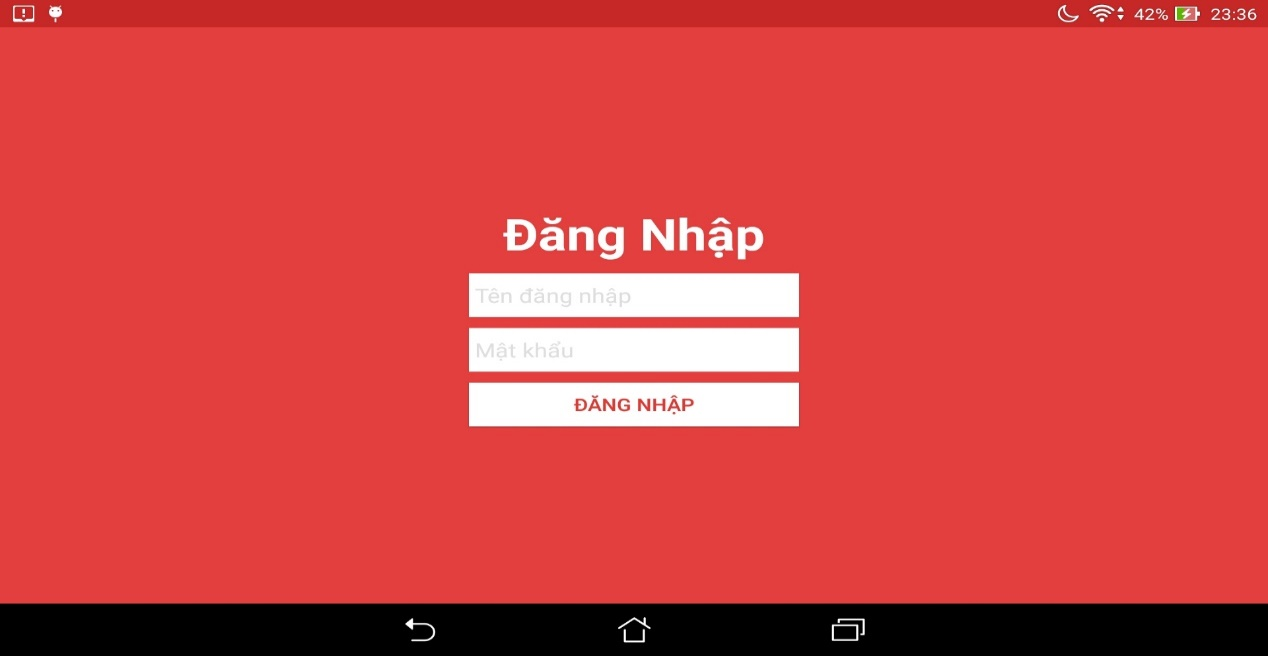 42% 23:36
Đăng Nhập
Tên đăng nhập
Mật khẩu
ĐĂNG NHẬP